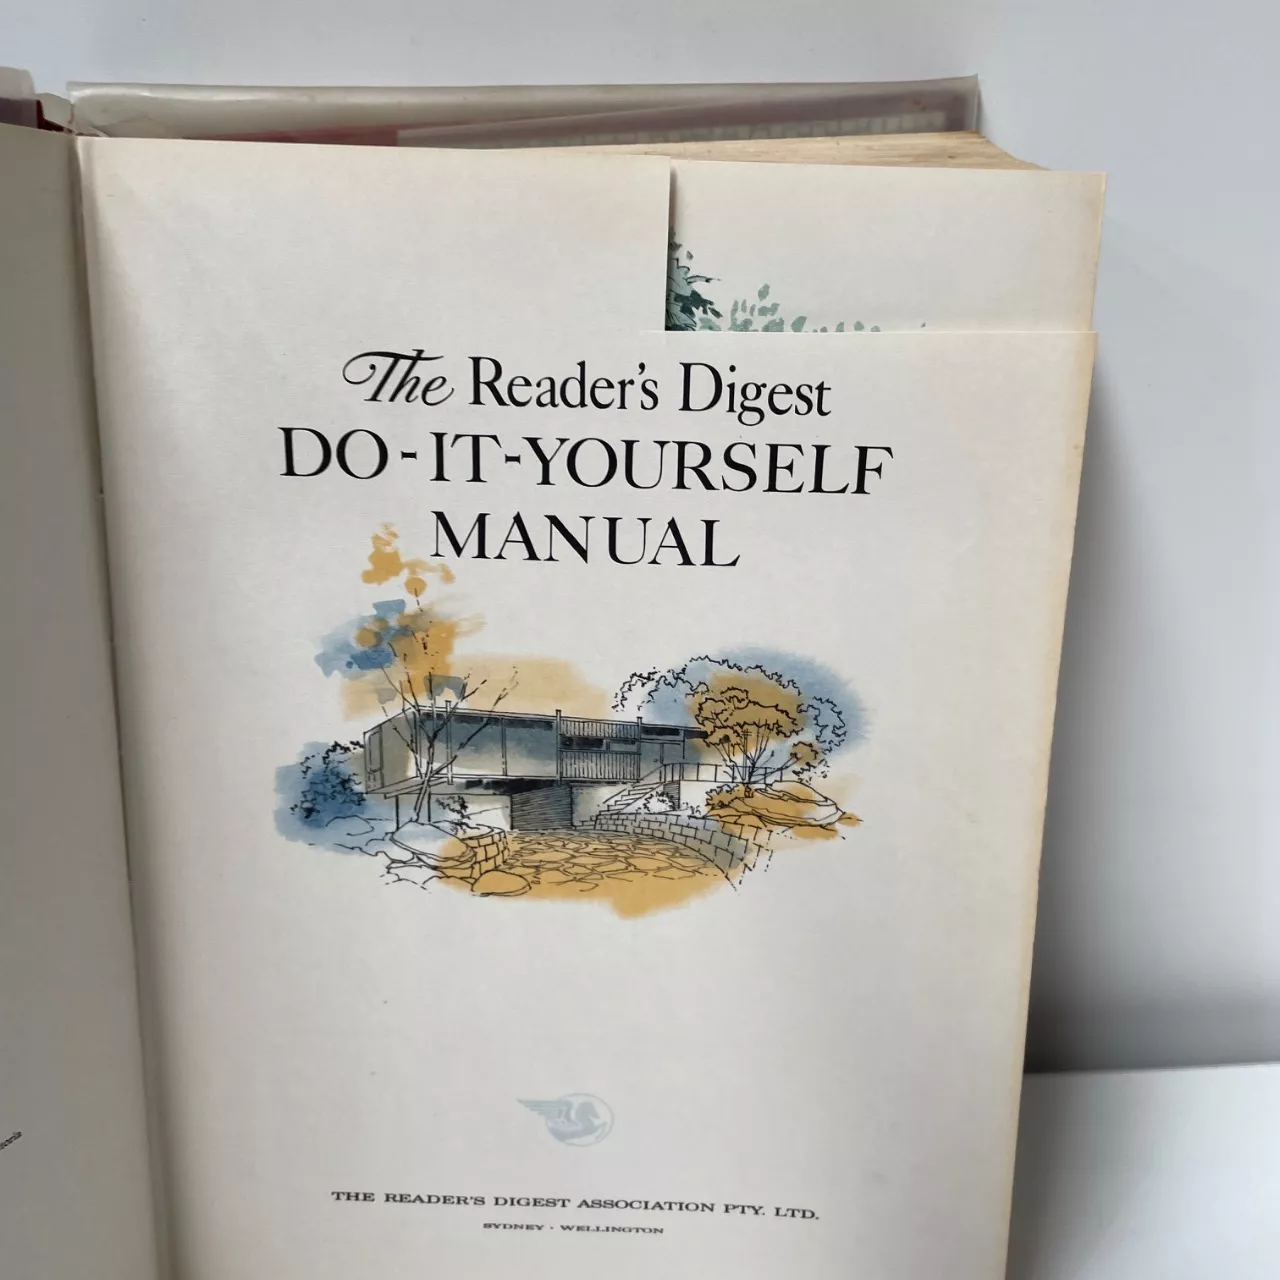 The Reader's Digest
DO-IT-YOURSELF
MANUAL
THE READER'S DIGEST ASSOCIATION PTY. LTD.
SYDNEY · WELLINGTON